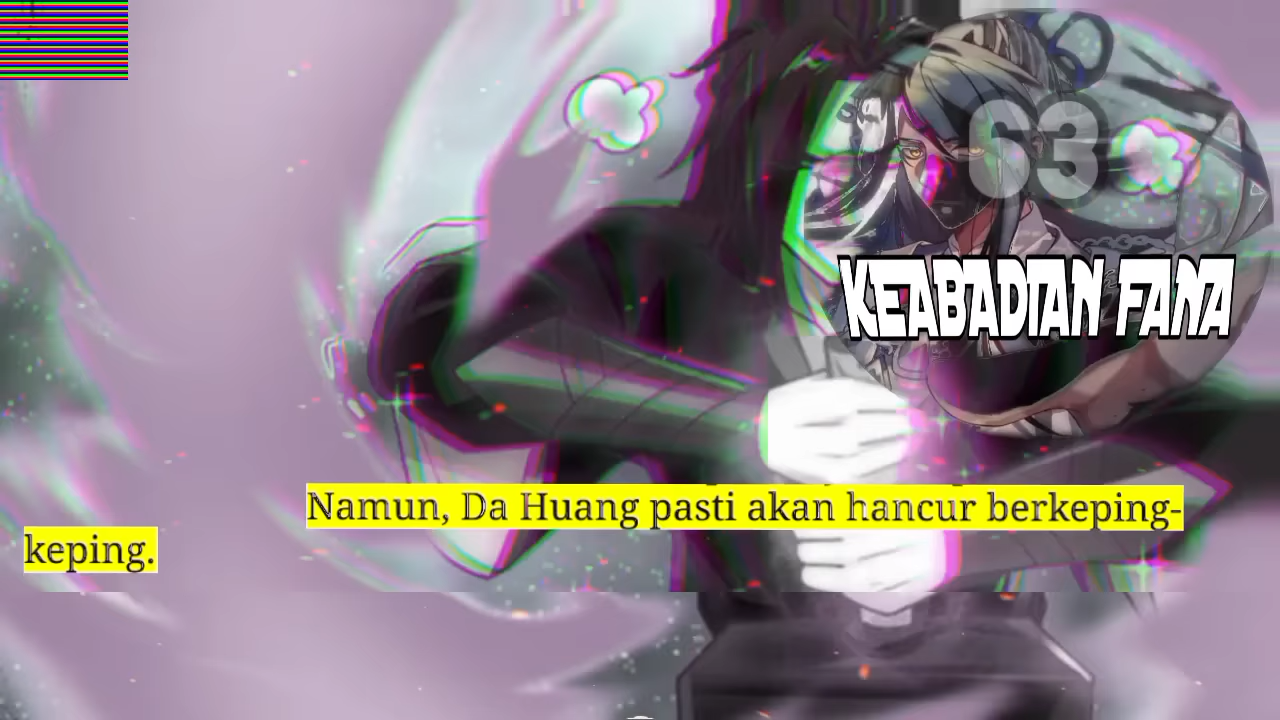 63
KEABADIAN FANA
Namun, Da Huang pasti akan hancur berkeping-
keping.